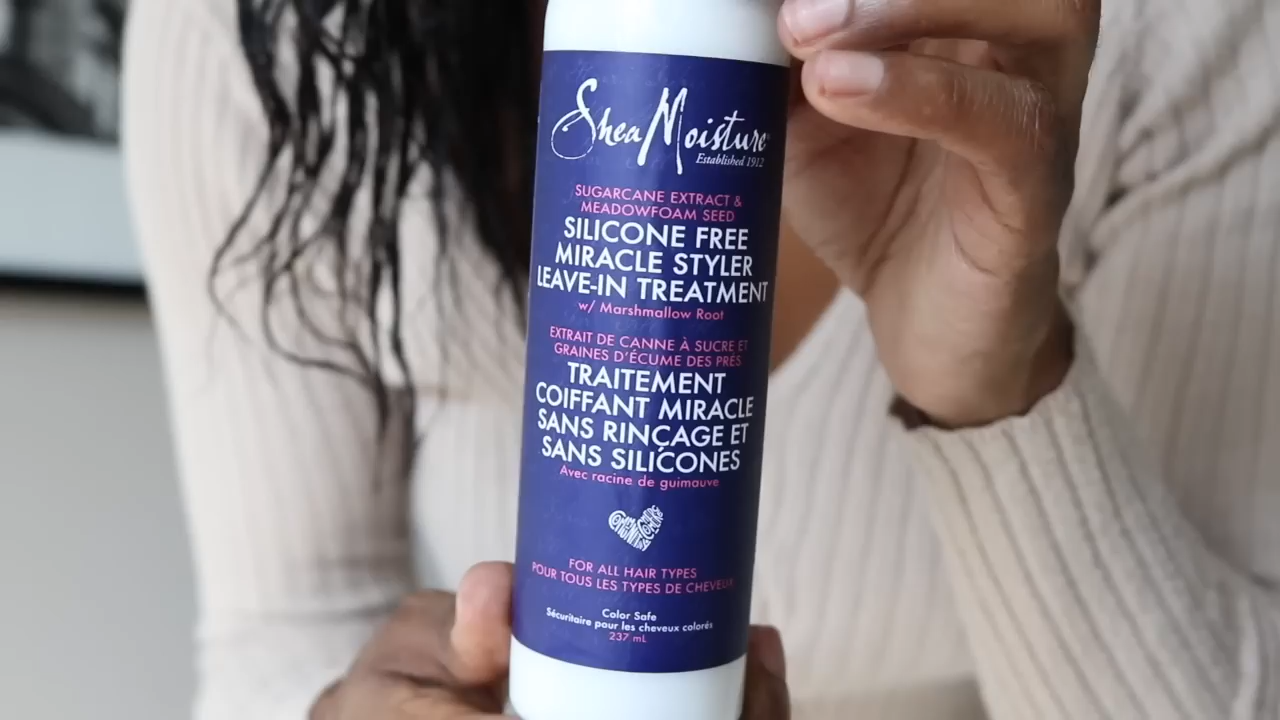 SheaMoisture
Established 1912
SUGARCANE EXTRACT &
MEADOWFOAM SEED
SILICONE FREE
MIRACLE STYLER
LEAVE-IN TREATMENT
w/ Marshmallow Root
EXTRAIT DE CANNE À SUCRE ET
GRAINES D'ÉCUME DES PRÉS
TRAITEMENT
COIFFANT MIRACLE
SANS RINÇAGE ET
SANS SILICONES
Avec racine de guimauve
FOR ALL HAIR TYPES
POUR TOUS LES TYPES DE CHEVEUX
Color Safe
Sécuritaire pour les cheveux colorés
237 mL